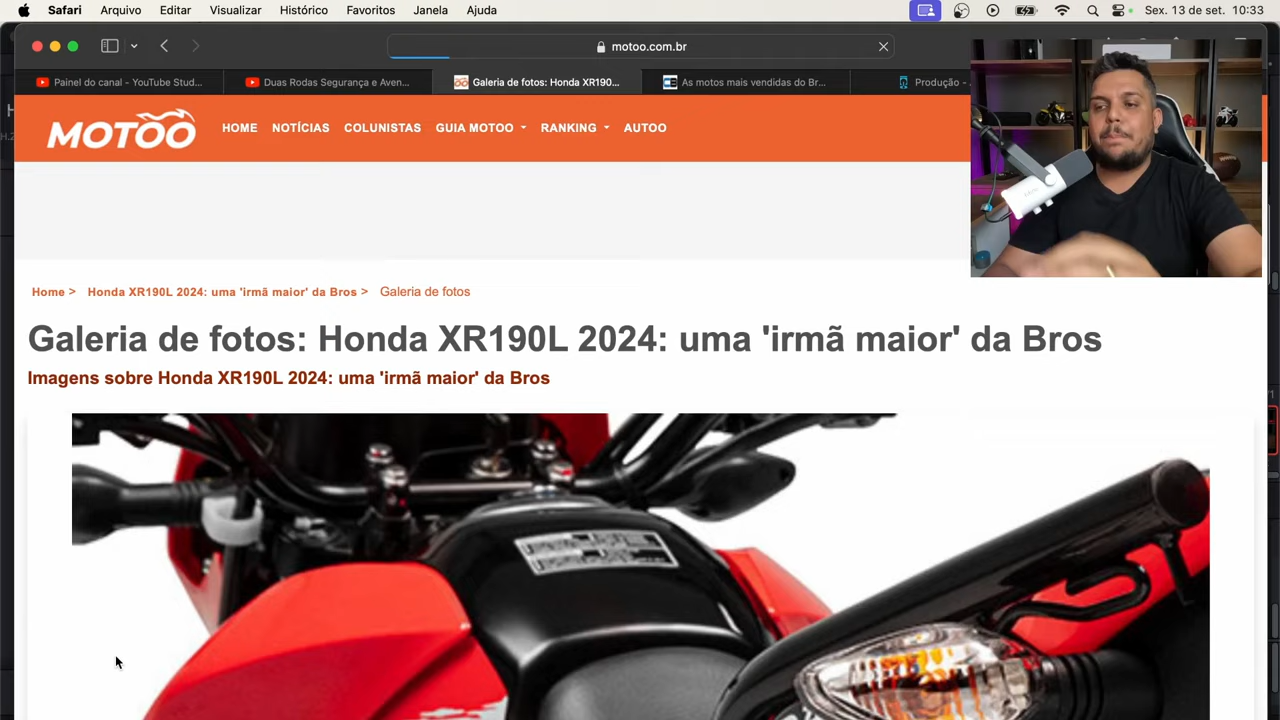 Safari Arquivo Editar Visualizar Histórico Favoritos Janela Ajuda Sex. 13 de set. 10:33
motoo.com.br
Painel do canal - YouTube Stud... Duas Rodas Segurança e Aven... Galeria de fotos: Honda XR190... As motos mais vendidas do Br... Produção -
MOTOO HOME NOTÍCIAS COLUNISTAS GUIA MOTOO RANKING AUTOO
Home > Honda XR190L 2024: uma 'irmã maior' da Bros > Galeria de fotos
Galeria de fotos: Honda XR190L 2024: uma 'irmã maior' da Bros
Imagens sobre Honda XR190L 2024: uma 'irmã maior' da Bros